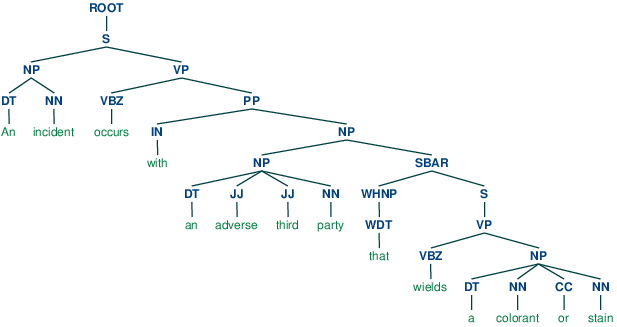 ROOT
S
NP VP
DT NN VBZ PP
An incident occurs IN NP
with NP SBAR
DT JJ JJ NN WHNP S
an adverse third party WDT VP
that VBZ NP
wields DT NN CC NN
a colorant or stain